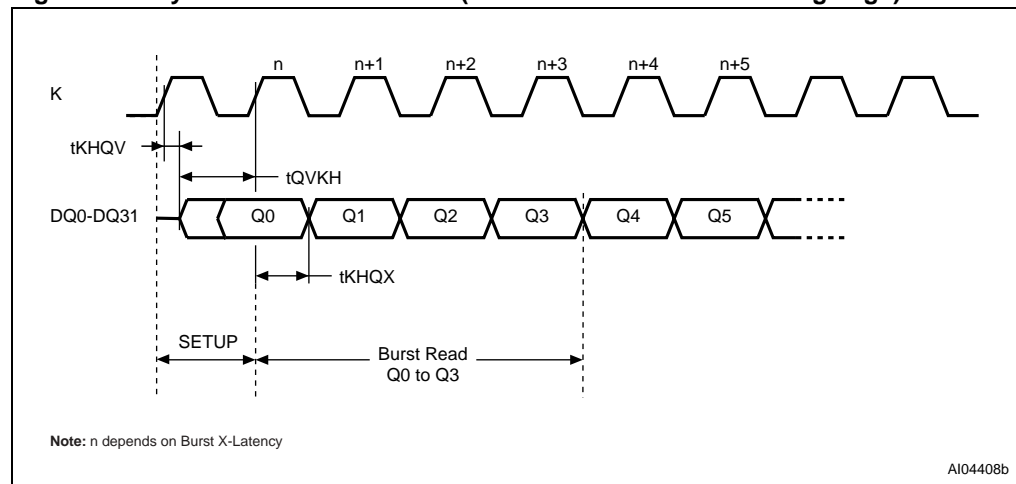 n n+1 n+2 n+3 n+4 n+5
K
tKHQV
tQVKH
DQ0-DQ31 Q0 Q1 Q2 Q3 Q4 Q5
tKHQX
SETUP
Burst Read
Q0 to Q3
Note: n depends on Burst X-Latency
AI04408b